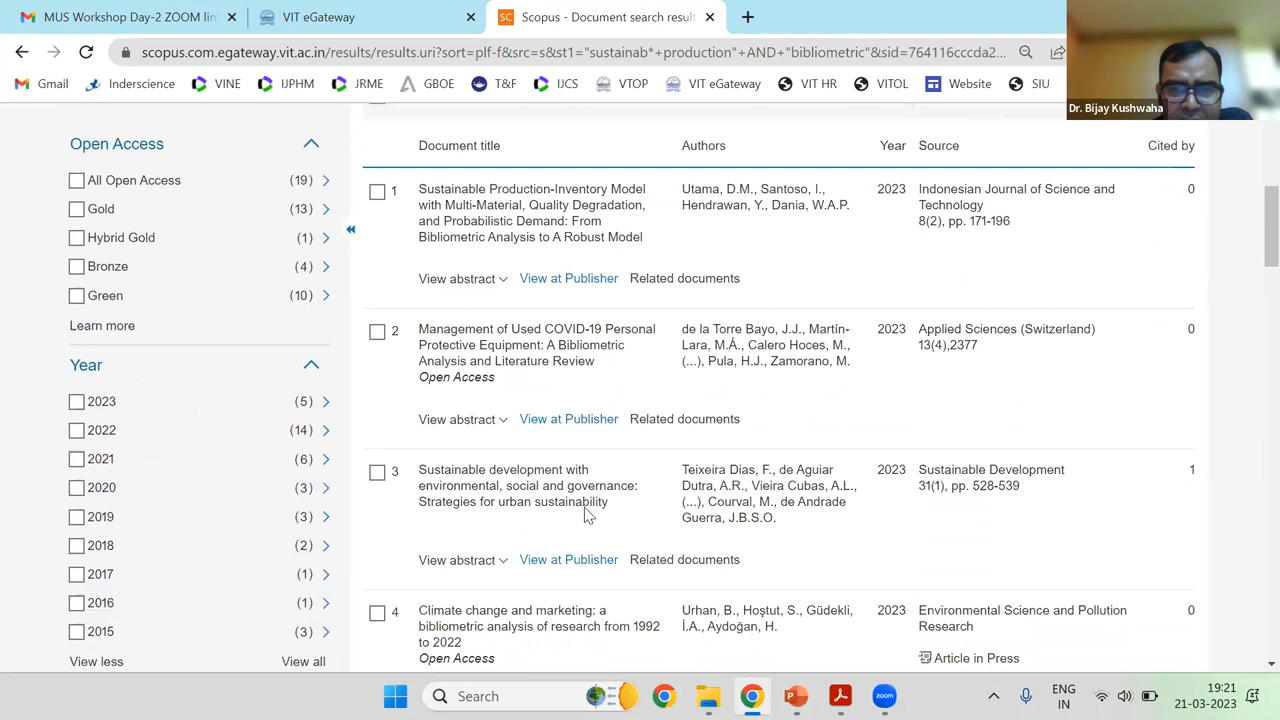 MUS Workshop Day-2 ZOOM lin
VIT eGateway
SC Scopus - Document search result
scopus.com.egateway.vit.ac.in/results/results.uri?sort=plf-f&src=s&st1="sustainab*+production"+AND+"bibliometric"&sid=764116cccda2...
Gmail
Inderscience
VINE
IJPHM
JRME
GBOE
T&F
IJCS
VTOP
VIT eGateway
VIT HR
VITOL
Website
SIU
Dr. Bijay Kushwaha
Open Access
All Open Access (19)
Gold (13)
Hybrid Gold (1)
Bronze (4)
Green (10)
Learn more
Year
2023 (5)
2022 (14)
2021 (6)
2020 (3)
2019 (3)
2018 (2)
2017 (1)
2016 (1)
2015 (3)
View less View all
Document title Authors Year Source Cited by
1 Sustainable Production-Inventory Model Utama, D.M., Santoso, I., 2023 Indonesian Journal of Science and 0
with Multi-Material, Quality Degradation, Hendrawan, Y., Dania, W.A.P. Technology
and Probabilistic Demand: From 8(2), pp. 171-196
Bibliometric Analysis to A Robust Model
View abstract View at Publisher Related documents
2 Management of Used COVID-19 Personal de la Torre Bayo, J.J., Martín- 2023 Applied Sciences (Switzerland) 0
Protective Equipment: A Bibliometric Lara, M.Á., Calero Hoces, M., 13(4),2377
Analysis and Literature Review (...), Pula, H.J., Zamorano, M.
Open Access
View abstract View at Publisher Related documents
3 Sustainable development with Teixeira Dias, F., de Aguiar 2023 Sustainable Development 1
environmental, social and governance: Dutra, A.R., Vieira Cubas, A.L., 31(1), pp. 528-539
Strategies for urban sustainability (...), Courval, M., de Andrade
Guerra, J.B.S.O.
View abstract View at Publisher Related documents
4 Climate change and marketing: a Urhan, B., Hoştut, S., Güdekli, 2023 Environmental Science and Pollution 0
bibliometric analysis of research from 1992 İ.A., Aydoğan, H. Research
to 2022
Open Access Article in Press
Search
zoom
ENG
IN
19:21
21-03-2023